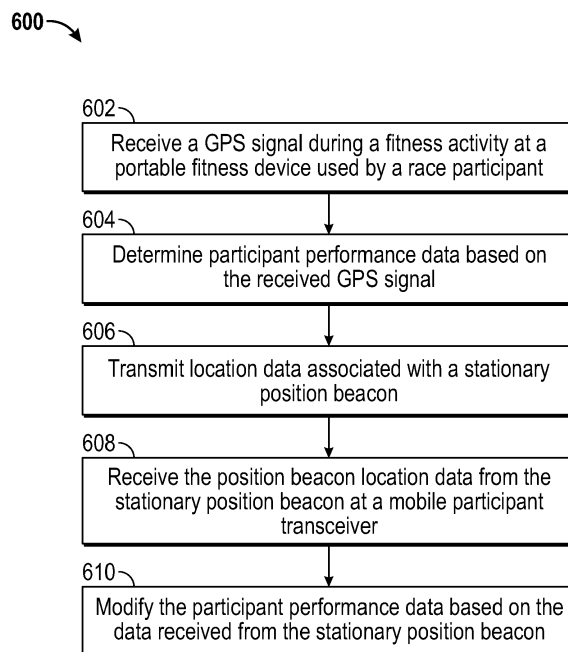 600
602
Receive a GPS signal during a fitness activity at a
portable fitness device used by a race participant
604
Determine participant performance data based on
the received GPS signal
606
Transmit location data associated with a stationary
position beacon
608
Receive the position beacon location data from the
stationary position beacon at a mobile participant
transceiver
610
Modify the participant performance data based on the
data received from the stationary position beacon